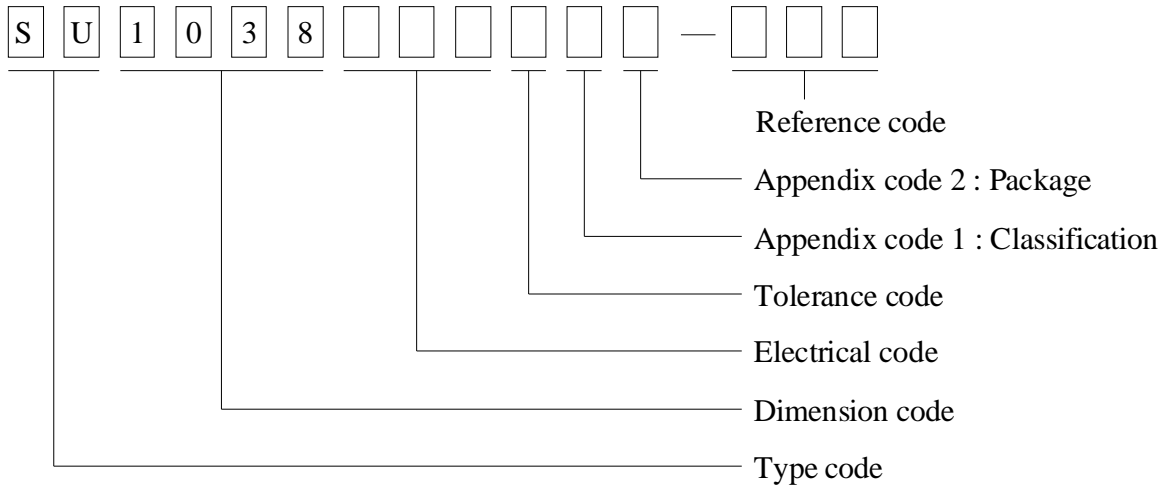 S U 1 0 3 8 —
Reference code
Appendix code 2 : Package
Appendix code 1 : Classification
Tolerance code
Electrical code
Dimension code
Type code